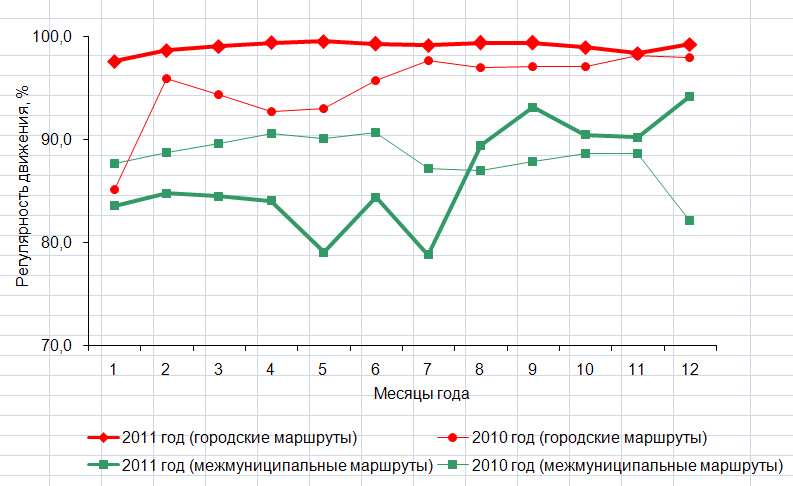 Регулярность движения, %
100,0
90,0
80,0
70,0
1 2 3 4 5 6 7 8 9 10 11 12
Месяцы года
2011 год (городские маршруты) 2010 год (городские маршруты)
2011 год (межмуниципальные маршруты) 2010 год (межмуниципальные маршруты)